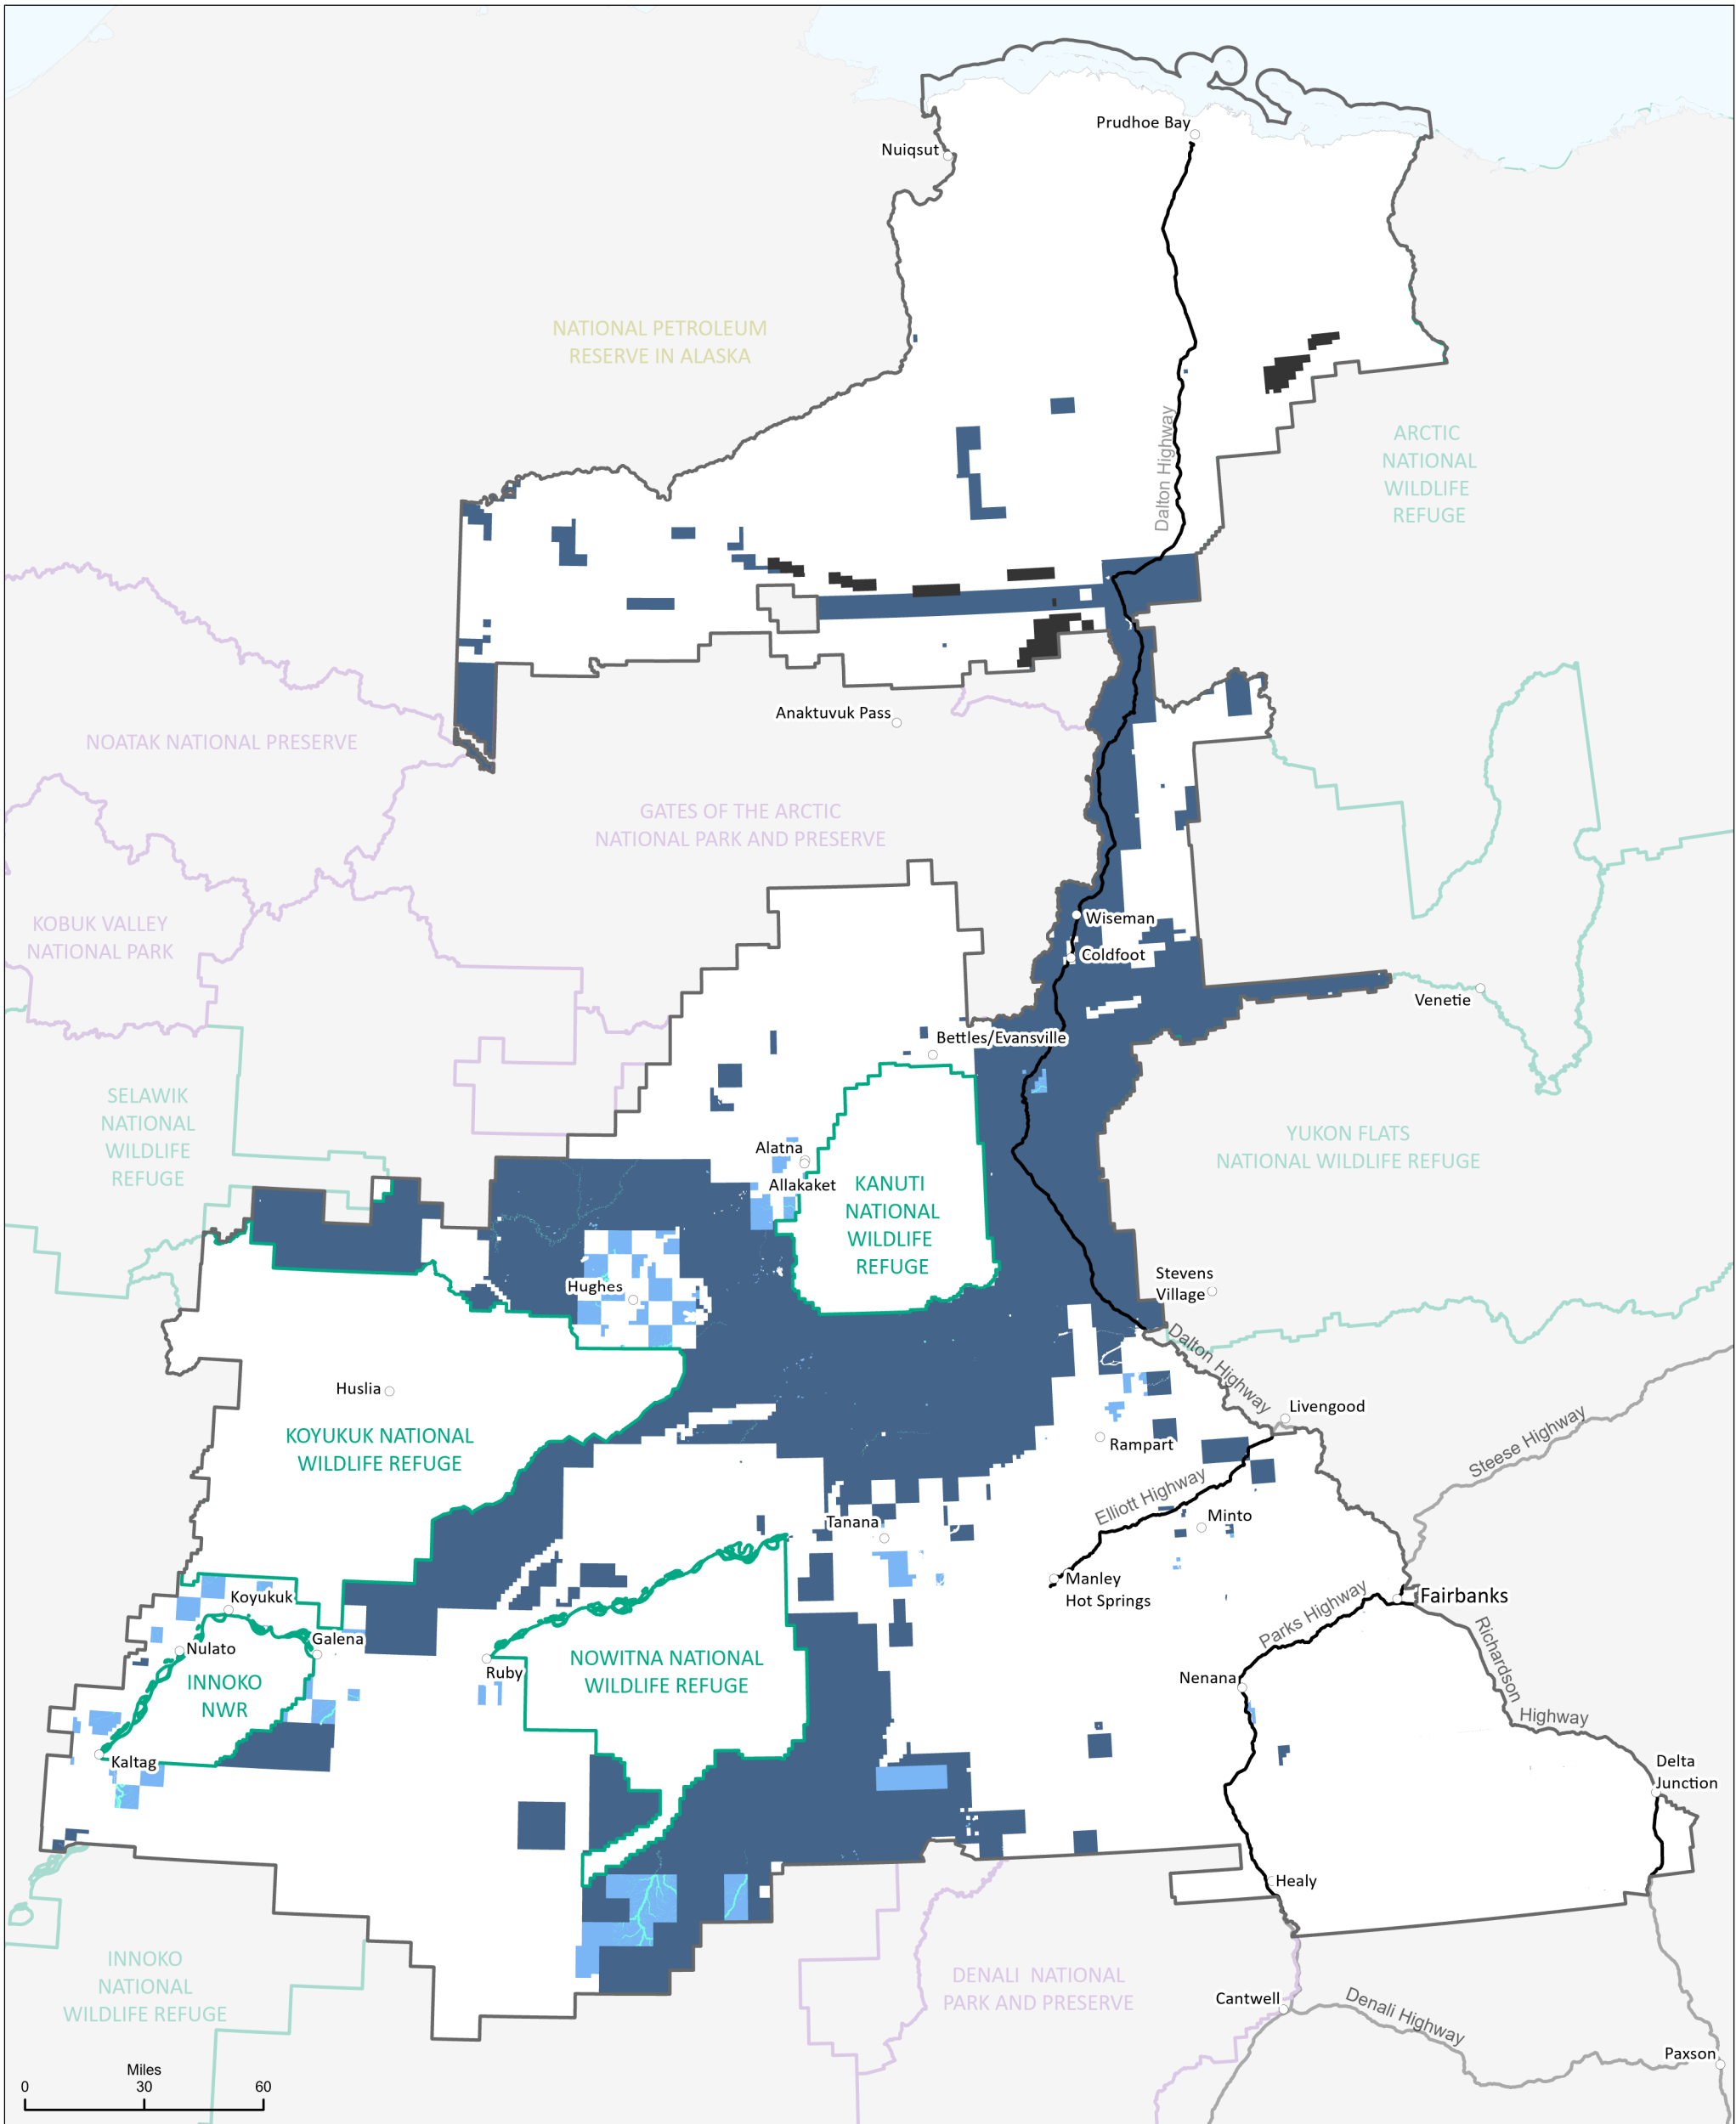 Prudhoe Bay
Nuiqsut
NATIONAL PETROLEUM
RESERVE IN ALASKA
Dalton Highway
ARCTIC
NATIONAL
WILDLIFE
REFUGE
Anaktuvuk Pass
NOATAK NATIONAL PRESERVE
GATES OF THE ARCTIC
NATIONAL PARK AND PRESERVE
KOBUK VALLEY
NATIONAL PARK
Wiseman
Coldfoot
Venetie
Bettles/Evansville
SELAWIK
NATIONAL
WILDLIFE
REFUGE
YUKON FLATS
NATIONAL WILDLIFE REFUGE
Alatna
Allakaket
KANUTI
NATIONAL
WILDLIFE
REFUGE
Hughes
Stevens
Village
Dalton Highway
Huslia
KOYUKUK NATIONAL
WILDLIFE REFUGE
Livengood
Rampart
Steese Highway
Elliott Highway
Minto
Tanana
Manley
Hot Springs
Koyukuk
Fairbanks
Parks Highway
Nulato
Galena
INNOKO
NWR
Ruby
NOWITNA NATIONAL
WILDLIFE REFUGE
Nenana
Richardson
Highway
Kaltag
Delta
Junction
Healy
INNOKO
NATIONAL
WILDLIFE REFUGE
DENALI NATIONAL
PARK AND PRESERVE
Cantwell
Denali Highway
Paxson
Miles
0 30 60